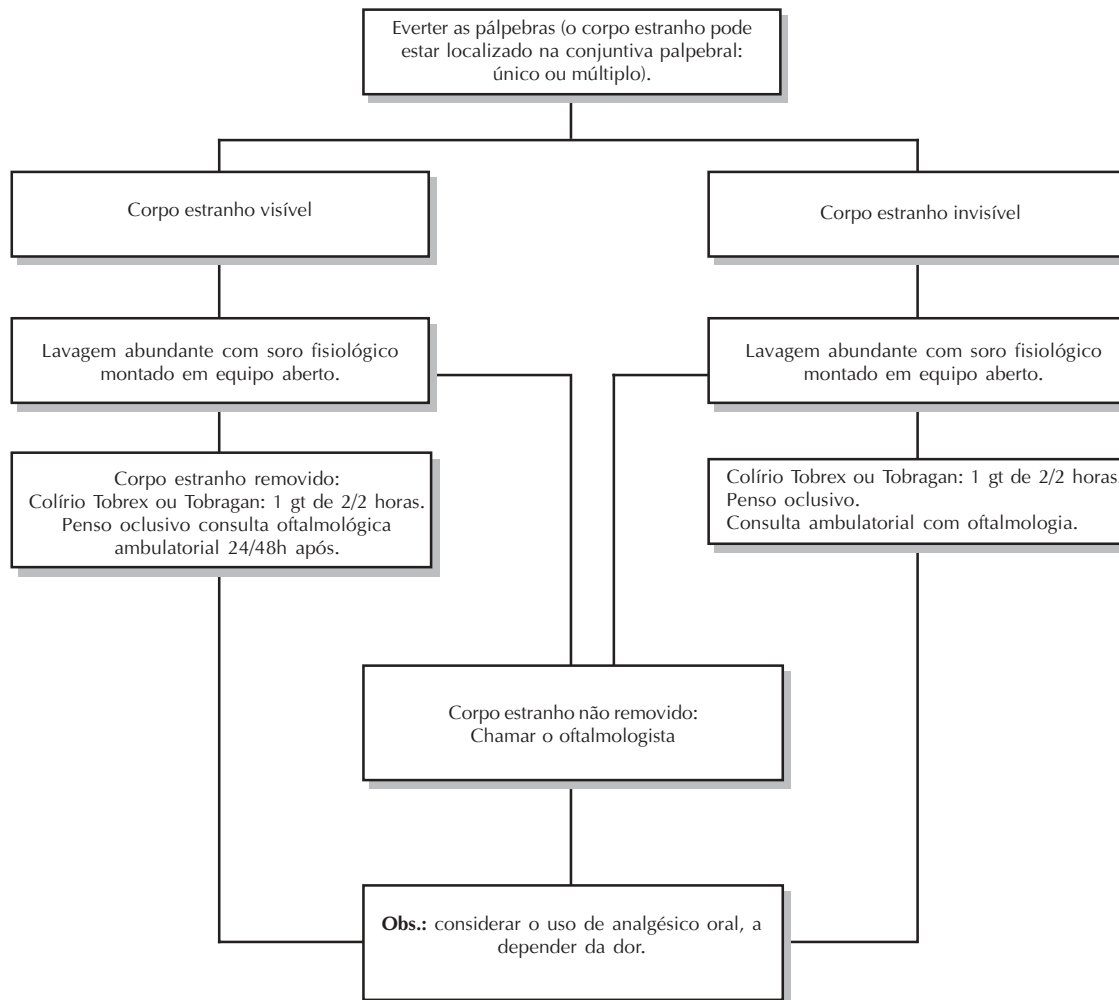 Everter as pálpebras (o corpo estranho pode
estar localizado na conjuntiva palpebral:
único ou múltiplo).
Corpo estranho visível
Corpo estranho invisível
Lavagem abundante com soro fisiológico
montado em equipo aberto.
Lavagem abundante com soro fisiológico
montado em equipo aberto.
Corpo estranho removido:
Colírio Tobrex ou Tobragan: 1 gt de 2/2 horas.
Penso oclusivo consulta oftalmológica
ambulatorial 24/48h após.
Colírio Tobrex ou Tobragan: 1 gt de 2/2 horas.
Penso oclusivo.
Consulta ambulatorial com oftalmologia.
Corpo estranho não removido:
Chamar o oftalmologista
Obs.: considerar o uso de analgésico oral, a
depender da dor.